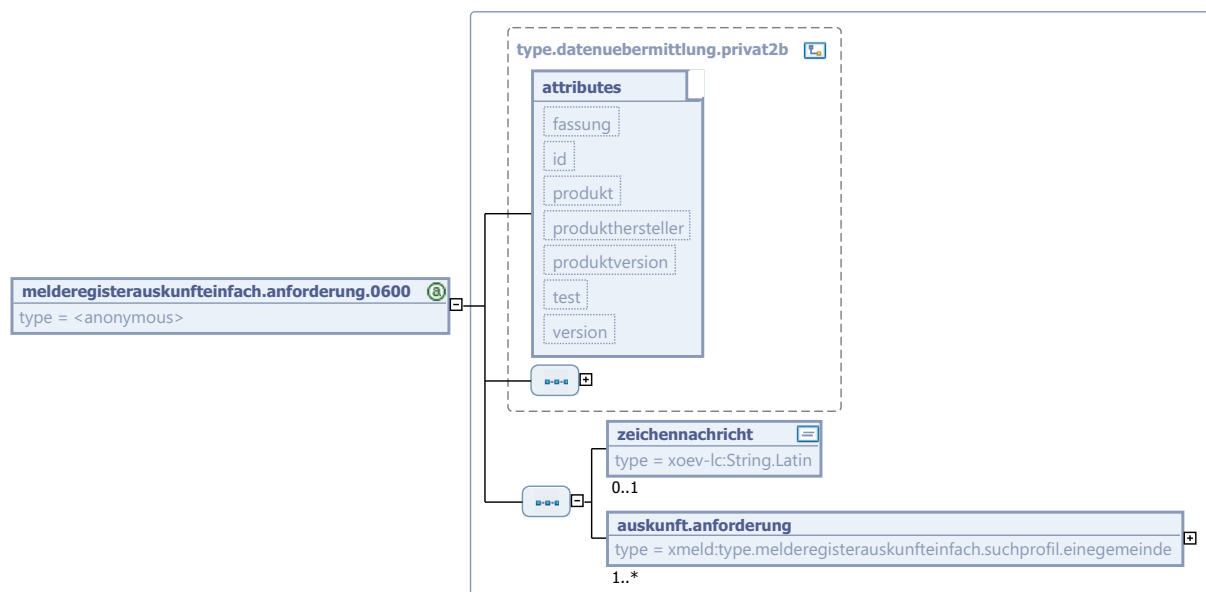 type.datenuebermittlung.privat2b
attributes
fassung
id
produkt
produkthersteller
produktversion
test
version
melderegisterauskunfteinfach.anforderung.0600
type = <anonymous>
zeichennachricht
type = xoev-lc:String.Latin
0..1
auskunft.anforderung
type = xmeld:type.melderegisterauskunfteinfach.suchprofil.einegemeinde
1..*